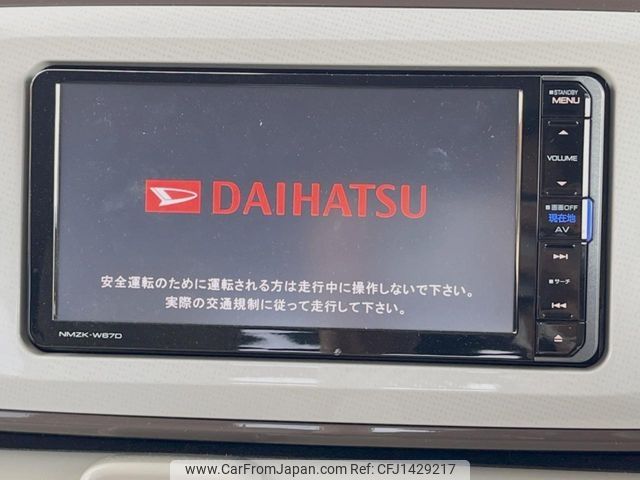 DAIHATSU
安全運転のために運転される方は走行中に操作しないで下さい。
実際の交通規制に従って走行して下さい。
NMZK-W67D
STANDBY
MENU
VOLUME
画面OFF
現在地
AV
サーチ
www.CarFromJapan.com CFJ1429217